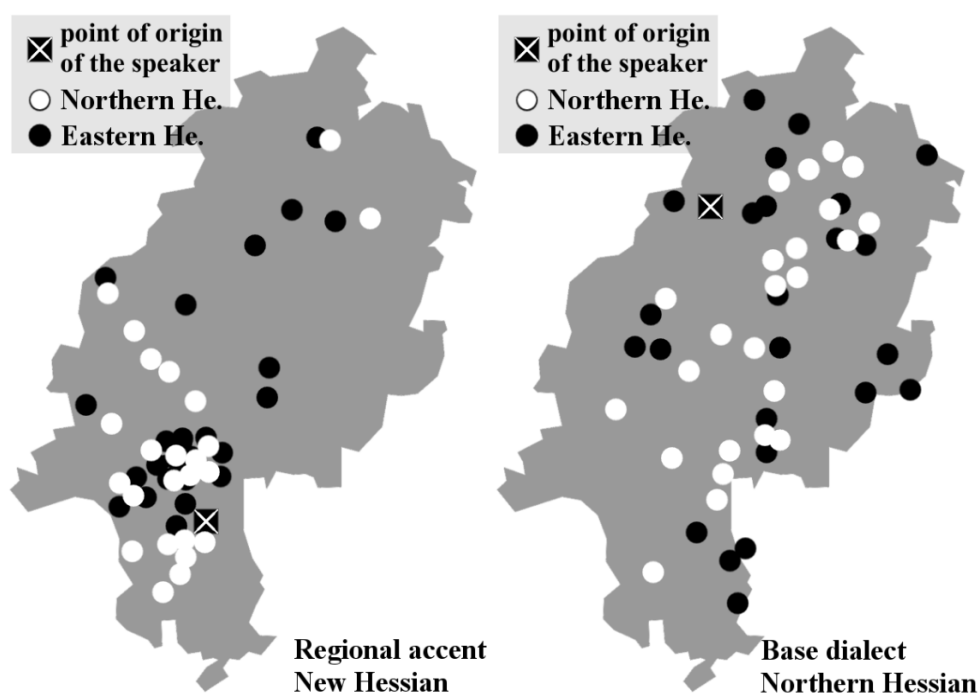 point of origin
of the speaker
Northern He.
Eastern He.
Regional accent
New Hessian
point of origin
of the speaker
Northern He.
Eastern He.
Base dialect
Northern Hessian